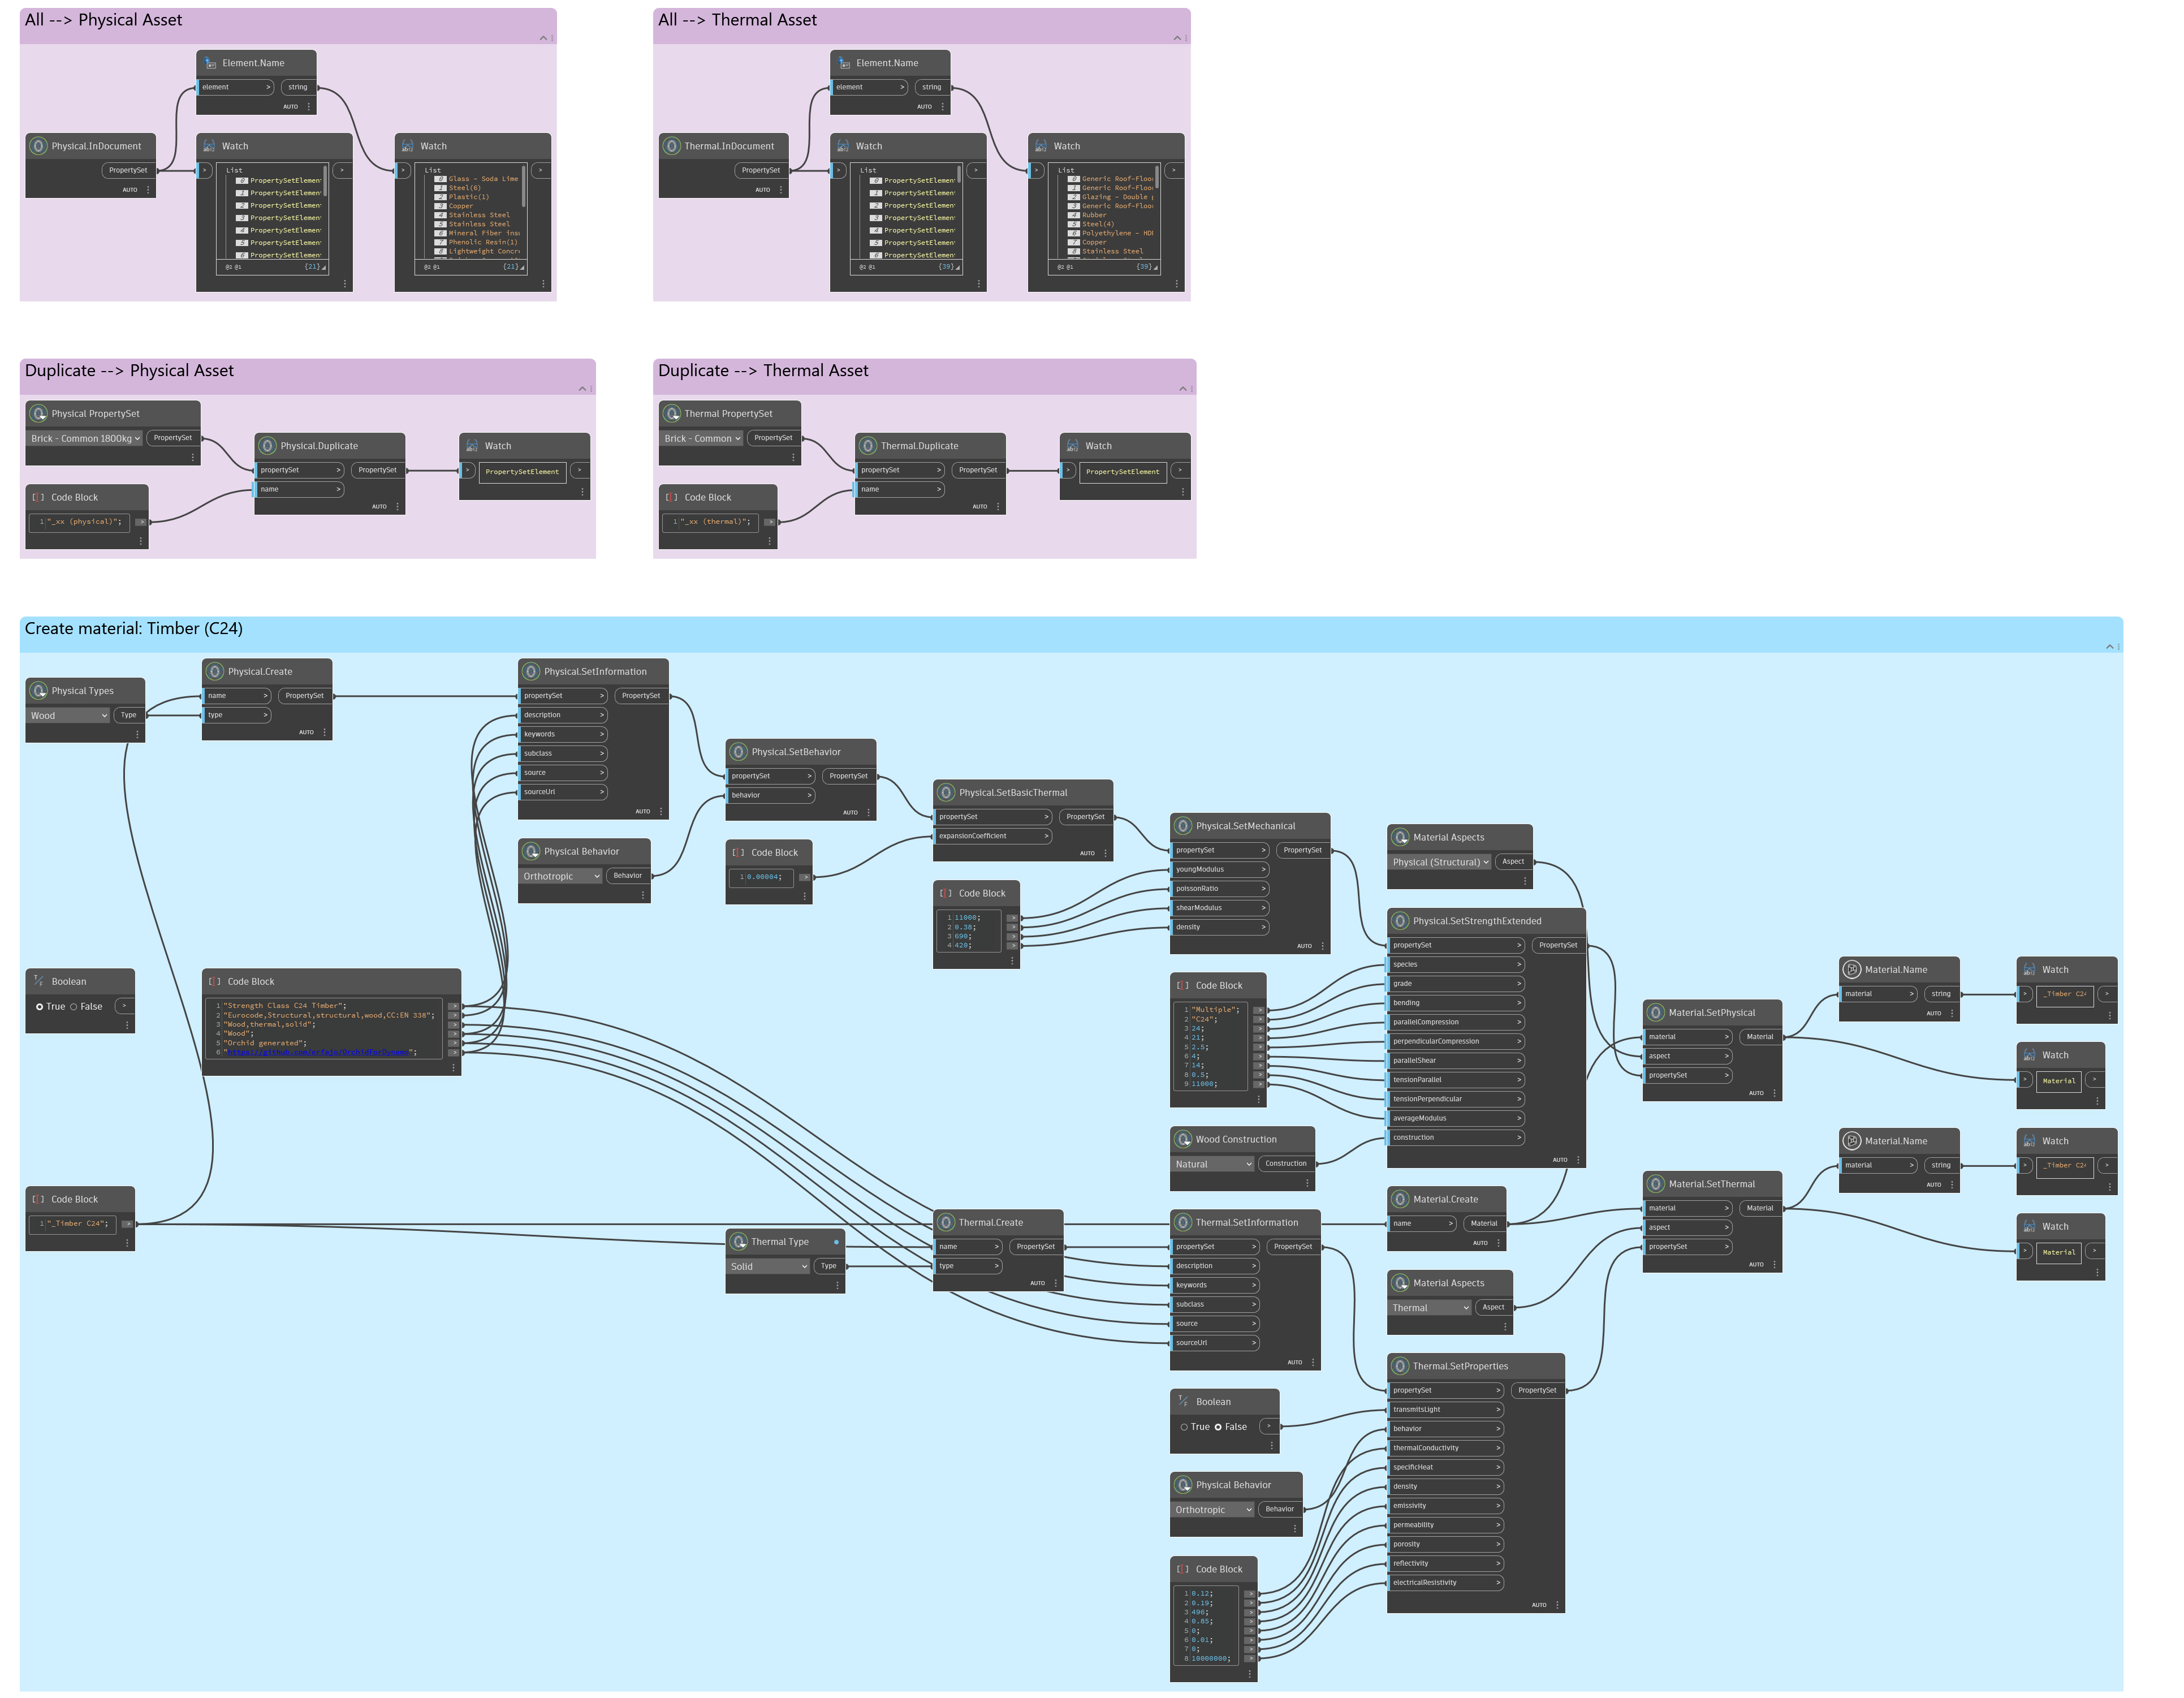 All --> Physical Asset
Element.Name
element > string
AUTO
Physical.InDocument
PropertySet
AUTO
Watch
List
0 PropertySetElement
1 PropertySetElement
2 PropertySetElement
3 PropertySetElement
4 PropertySetElement
5 PropertySetElement
6 PropertySetElement
@2 @1 {21}
Watch
List
0 Glass - Soda Lime
1 Steel(6)
2 Plastic(1)
3 Copper
4 Stainless Steel
5 Stainless Steel
6 Mineral Fiber insu
7 Phenolic Resin(1)
8 Lightweight Concre
@2 @1 {21}
All --> Thermal Asset
Element.Name
element > string
AUTO
Thermal.InDocument
PropertySet
AUTO
Watch
List
0 PropertySetElement
1 PropertySetElement
2 PropertySetElement
3 PropertySetElement
4 PropertySetElement
5 PropertySetElement
6 PropertySetElement
@2 @1 {39}
Watch
List
0 Generic Roof-Floor
1 Generic Roof-Floor
2 Glazing - Double p
3 Generic Roof-Floor
4 Rubber
5 Steel(4)
6 Polyethylene - HD
7 Copper
8 Stainless Steel
@2 @1 {39}
Duplicate --> Physical Asset
Physical PropertySet
Brick - Common 1800kg PropertySet
Code Block
1 "_xx (physical)";
Physical.Duplicate
propertySet > PropertySet
name >
AUTO
Watch
PropertySetElement
Duplicate --> Thermal Asset
Thermal PropertySet
Brick - Common PropertySet
Code Block
1 "_xx (thermal)";
Thermal.Duplicate
propertySet > PropertySet
name >
AUTO
Watch
PropertySetElement
Create material: Timber (C24)
Physical Types
Wood Type
Physical.Create
name > PropertySet
type >
AUTO
Physical.SetInformation
propertySet > PropertySet
description >
keywords >
subclass >
source >
sourceUrl >
AUTO
Physical Behavior
Orthotropic Behavior
Physical.SetBehavior
propertySet > PropertySet
behavior >
AUTO
Code Block
1 0.00004;
Physical.SetBasicThermal
propertySet > PropertySet
expansionCoefficient >
AUTO
Code Block
1 11000;
2 0.38;
3 690;
4 420;
Physical.SetMechanical
propertySet > PropertySet
youngModulus >
poissonRatio >
shearModulus >
density >
AUTO
Material Aspects
Physical (Structural) Aspect
Physical.SetStrengthExtended
propertySet > PropertySet
species >
grade >
bending >
parallelCompression >
perpendicularCompression >
parallelShear >
tensionParallel >
tensionPerpendicular >
averageModulus >
construction >
AUTO
Boolean
True False >
Code Block
1 "Strength Class C24 Timber";
2 "Eurocode,Structural,structural,wood,CC:EN 338";
3 "Wood,thermal,solid";
4 "Wood";
5 "Orchid generated";
6 "https://github.com/erfajo/OrchidForDynamo";
Code Block
1 "Multiple";
2 "C24";
3 24;
4 21;
5 2.5;
6 4;
7 14;
8 0.5;
9 11000;
Wood Construction
Natural Construction
Material.SetPhysical
material > Material
aspect >
propertySet >
AUTO
Material.Name
material > string
AUTO
Watch
_Timber C24
Watch
Material
Code Block
1 "_Timber C24";
Thermal Type
Solid Type
Thermal.Create
name > PropertySet
type >
AUTO
Thermal.SetInformation
propertySet > PropertySet
description >
keywords >
subclass >
source >
sourceUrl >
AUTO
Material.Create
name > Material
AUTO
Material Aspects
Thermal Aspect
Material.SetThermal
material > Material
aspect >
propertySet >
AUTO
Material.Name
material > string
AUTO
Watch
_Timber C24
Watch
Material
Boolean
True False >
Physical Behavior
Orthotropic Behavior
Code Block
1 0.12;
2 0.19;
3 496;
4 0.85;
5 0;
6 0.01;
7 0;
8 10000000;
Thermal.SetProperties
propertySet > PropertySet
transmitsLight >
behavior >
thermalConductivity >
specificHeat >
density >
emissivity >
permeability >
porosity >
reflectivity >
electricalResistivity >
AUTO